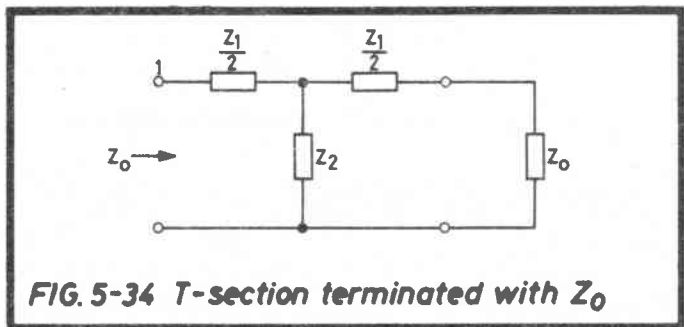 Z1/2 Z1/2
1
Zo → Z2 Zo
FIG. 5-34 T-section terminated with Zo